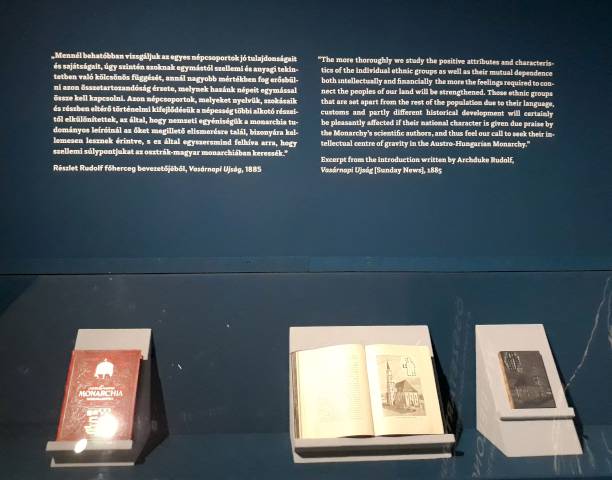 „Mennél behatóbban vizsgáljuk az egyes népcsoportok jó tulajdonságait
és sajátságait, úgy szintén azoknak egymástól szellemi és anyagi tekin-
tetben való kölcsönös függését, annál nagyobb mértékben fog erősbül-
ni azon összetartozandóság érzete, melynek hazánk népeit egymással
össze kell kapcsolni. Azon népcsoportok, melyeket nyelvük, szokásaik
és részben eltérő történelmi kifejlődésük a népesség többi alkotó részei-
től elkülönítettek, az által, hogy nemzeti egyéniségük a monarchia tu-
dományos leíróinál az őket megillető elismerésre talál, bizonyára kel-
lemesen lesznek érintve, s ez által egyszersmind felhíva arra, hogy
szellemi súlypontjukat az osztrák-magyar monarchiában keressék.”
Részlet Rudolf főherceg bevezetőjéből, Vasárnapi Ujság, 1885
"The more thoroughly we study the positive attributes and characteris-
tics of the individual ethnic groups as well as their mutual dependence
both intellectually and financially the more the feelings required to con-
nect the peoples of our land will be strengthened. Those ethnic groups
that are set apart from the rest of the population due to their language,
customs and partly different historical development will certainly
be pleasantly affected if their national character is given due praise by
the Monarchy's scientific authors, and thus feel our call to seek their in-
tellectual centre of gravity in the Austro-Hungarian Monarchy."
Excerpt from the introduction written by Archduke Rudolf,
Vasárnapi Ujság [Sunday News], 1885
MONARCHIA